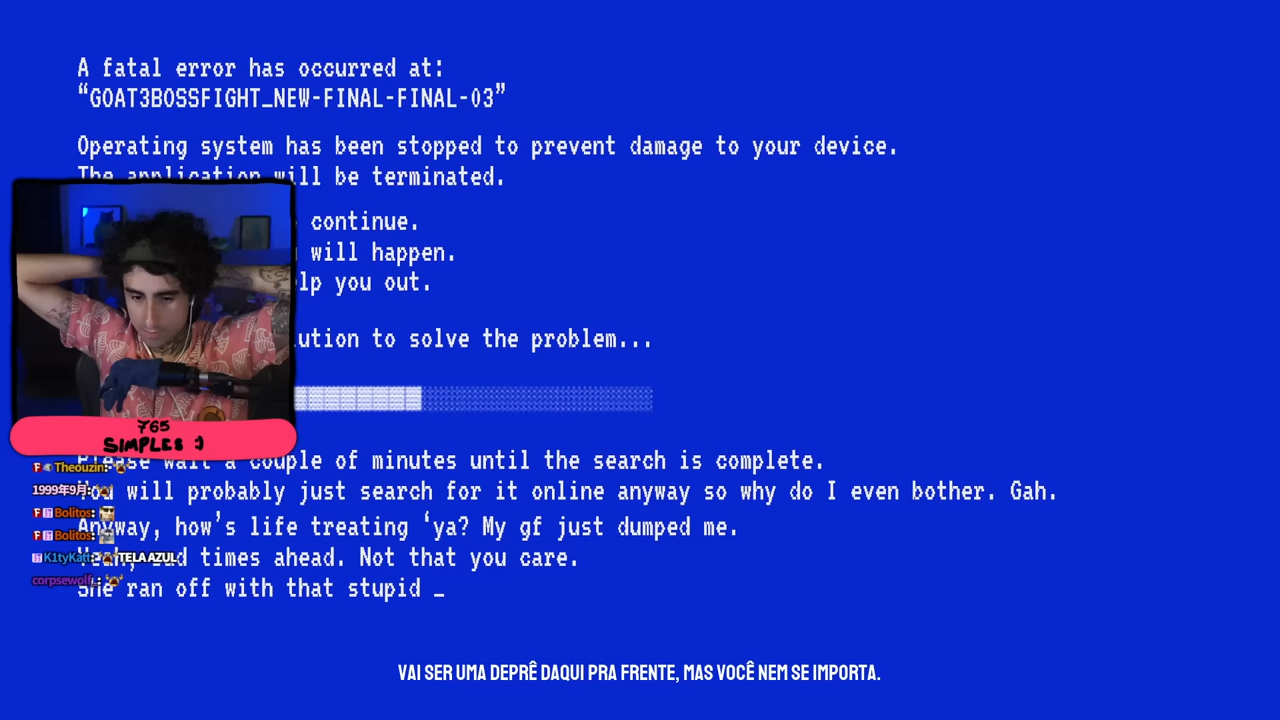 A fatal error has occurred at:
“GOAT3BOSSFIGHT_NEW-FINAL-FINAL-03”
Operating system has been stopped to prevent damage to your device.
The application will be terminated.
continue.
will happen.
you out.
to solve the problem...
765
SIMPLES :)
Please wait a couple of minutes until the search is complete.
Theouzin:
You will probably just search for it online anyway so why do I even bother. Gah.
1999年9月:
Bolitos:
Anyway, how's life treating ‘ya? My gf just dumped me.
Bolitos:
times ahead. Not that you care.
TELA AZUL
She ran off with that stupid _
VAI SER UMA DEPRÊ DAQUI PRA FRENTE, MAS VOCÊ NEM SE IMPORTA.